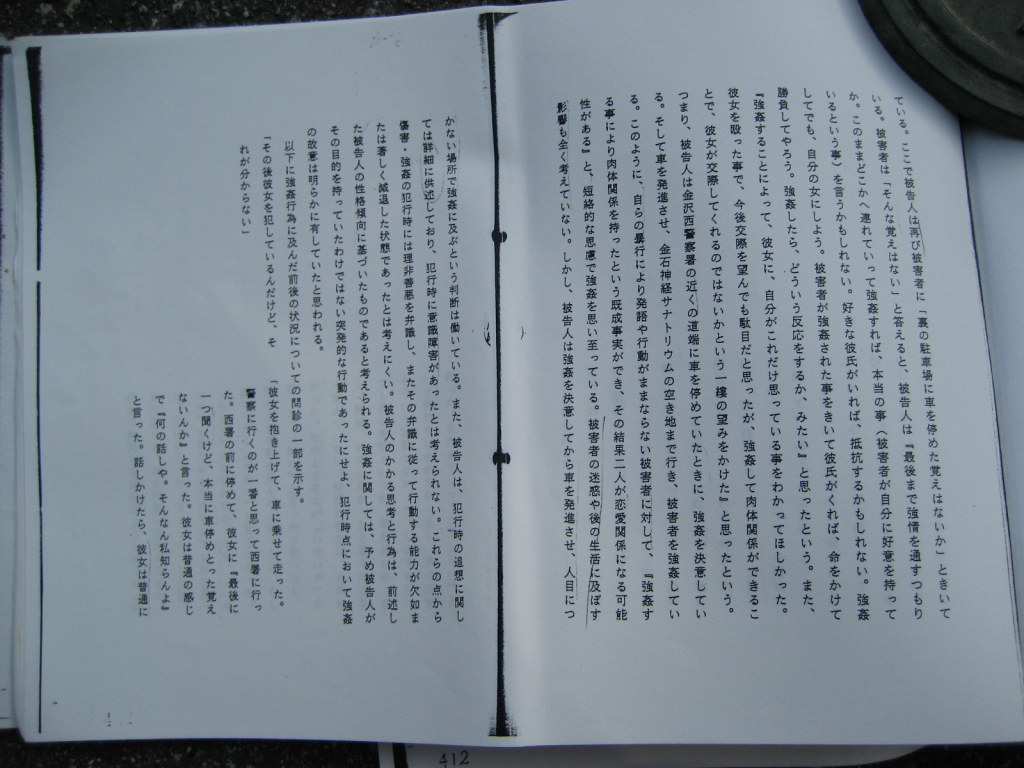 ている。ここで被告人は再び被害者に「裏の駐車場に車を停めた覚えはないか」ときいて
いる。被害者は「そんな覚えはない」と答えると、被告人は『最後まで強情を通すつもり
か。このままどこかへ連れていって強姦すれば、本当の事（被害者が自分に好意を持って
いるという事）を言うかもしれない。好きな彼氏がいれば、抵抗するかもしれない。強姦
してでも、自分の女にしよう。被害者が強姦された事をきいて彼氏がくれば、命をかけて
勝負してやろう。強姦したら、どういう反応をするか、みたい』と思ったという。また、
『強姦することによって、彼女に、自分がこれだけ思っている事をわかってほしかった。
彼女を殴った事で、今後交際を望んでも駄目だと思ったが、強姦して肉体関係ができるこ
とで、彼女が交際してくれるのではないかという一縷の望みをかけた』と思ったという。
つまり、被告人は金沢西警察署の近くの道端に車を停めていたときに、強姦を決意してい
る。そして車を発進させ、金石神経サナトリウムの空き地まで行き、被害者を強姦してい
る。このように、自らの暴行により発語や行動がままならない被害者に対して、『強姦す
る事により肉体関係を持ったという既成事実ができ、その結果二人が恋愛関係になる可能
性がある』と、短絡的な思慮で強姦を思い至っている。被害者の迷惑や後の生活に及ぼす
影響も全く考えていない。しかし、被告人は強姦を決意してから車を発進させ、人目につ
かない場所で強姦に及ぶという判断は働いている。また、被告人は、犯行時の追想に関し
ては詳細に供述しており、犯行時に意識障害があったとは考えられない。これらの点から
傷害・強姦の犯行時には理非善悪を弁識し、またその弁識に従って行動する能力が欠如ま
たは著しく減退した状態であったとは考えにくい。被告人のかかる思考と行為は、前述し
た被告人の性格傾向に基づいたものであると考えられる。強姦に関しては、予め被告人が
その目的を持っていたわけではない突発的な行動であったにせよ、犯行時点において強姦
の故意は明らかに有していたと思われる。
以下に強姦行為に及んだ前後の状況についての問診の一部を示す。
「その後彼女を犯しているんだけど、そ
れが分からない」
「彼女を抱き上げて、車に乗せて走った。
警察に行くのが一番と思って西署に行っ
た。西署の前に停めて、彼女に『最後に
一つ聞くけど、本当に車停めとった覚え
ないんか』と言った。彼女は普通の感じ
で『何の話しや。そんなん私知らんよ』
と言った。話しかけたら、彼女は普通に
412